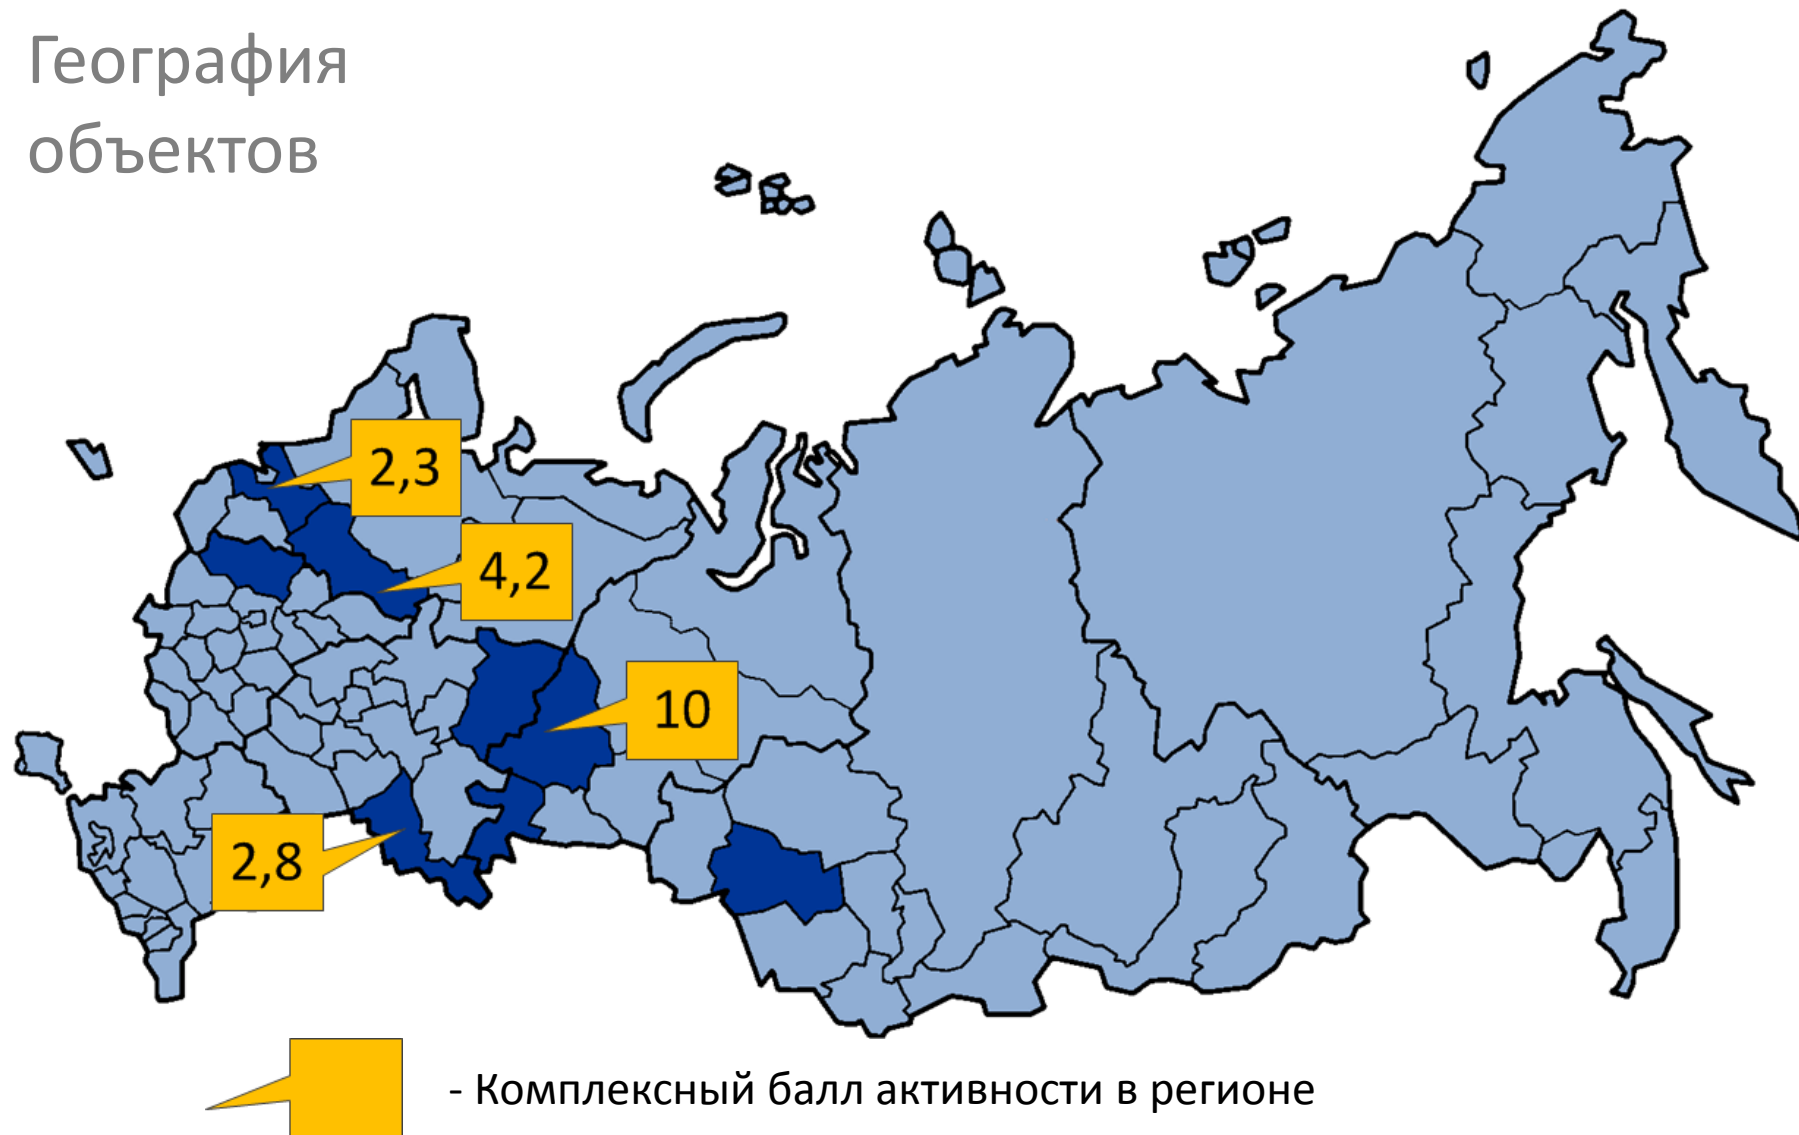 География
объектов
2,3
4,2
10
2,8
- Комплексный балл активности в регионе